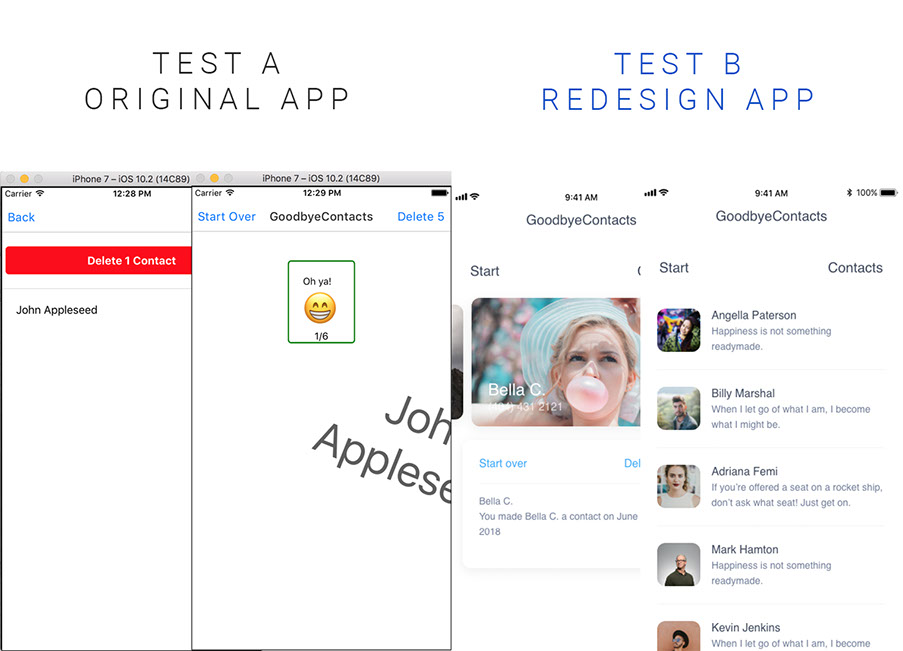 TEST A
ORIGINAL APP
TEST B
REDESIGN APP
iPhone 7 – iOS 10.2 (14C89)
Carrier
12:28 PM
Back
Delete 1 Contact
John Appleseed
iPhone 7 – iOS 10.2 (14C89)
Carrier
12:29 PM
Start Over
GoodbyeContacts
Delete 5
Oh ya!
1/6
John
Applesee
9:41 AM
GoodbyeContacts
Start
Bella C.
431 2121
Start over
Del
Bella C.
You made Bella C. a contact on June
2018
9:41 AM
100%
GoodbyeContacts
Start
Contacts
Angella Paterson
Happiness is not something
readymade.
Billy Marshal
When I let go of what I am, I become
what I might be.
Adriana Femi
If you’re offered a seat on a rocket ship,
don’t ask what seat! Just get on.
Mark Hamton
Happiness is not something
readymade.
Kevin Jenkins
When I let go of what I am, I become